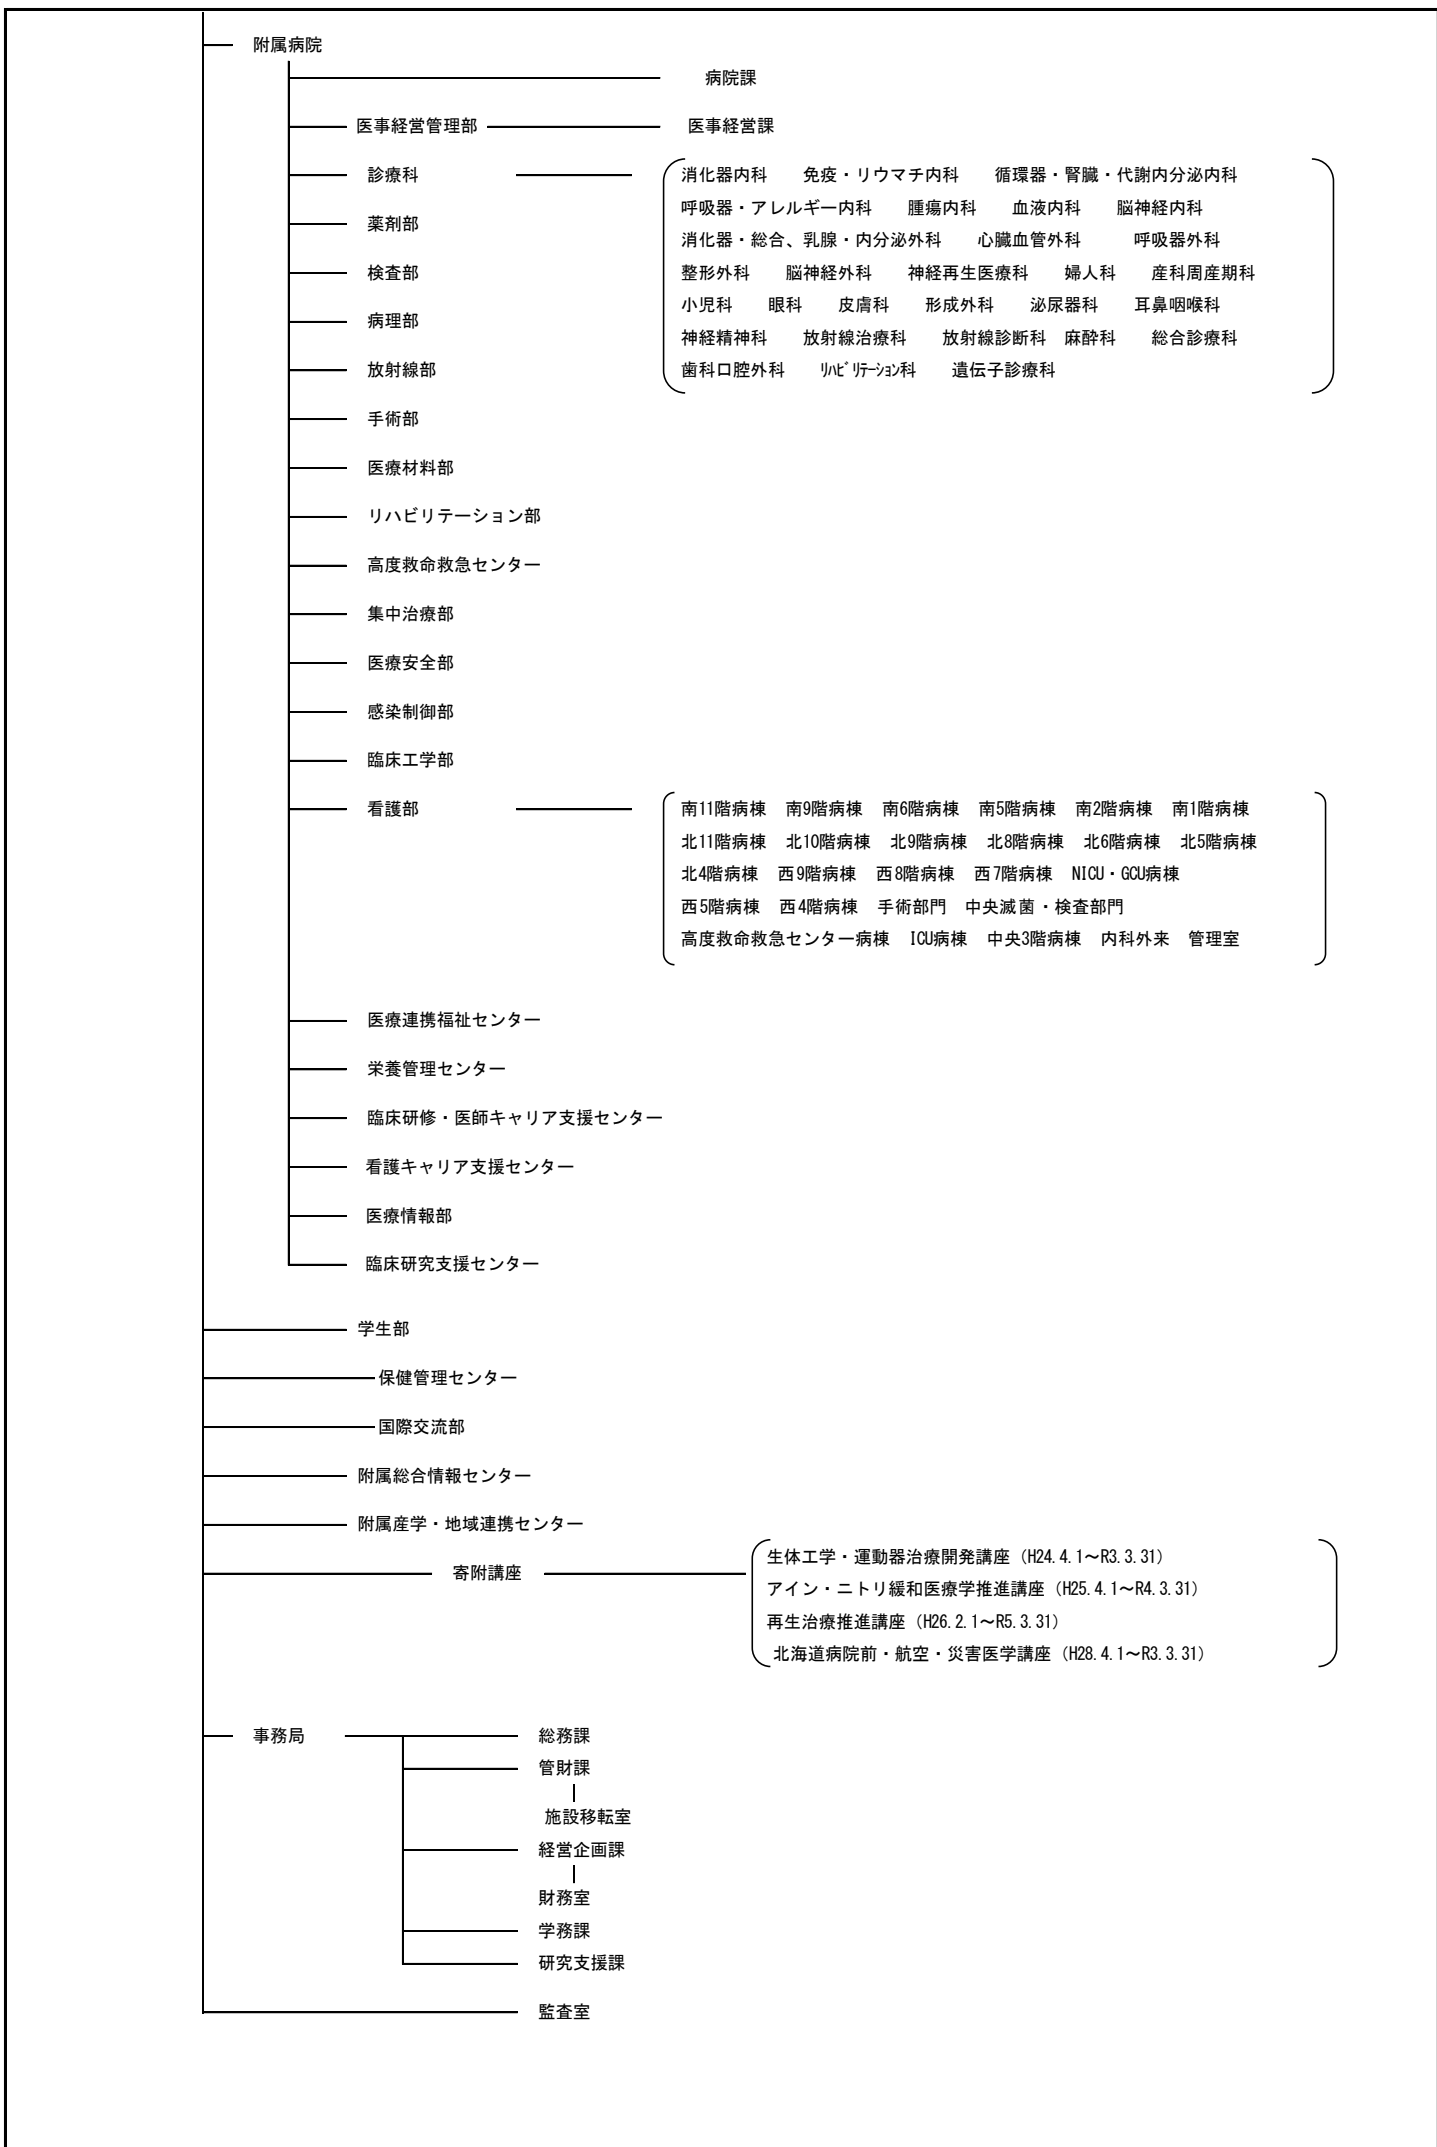 附属病院
病院課
医事経営管理部 医事経営課
診療科 消化器内科 免疫・リウマチ内科 循環器・腎臓・代謝内分泌内科
呼吸器・アレルギー内科 腫瘍内科 血液内科 脳神経内科
薬剤部
消化器・総合、乳腺・内分泌外科 心臓血管外科 呼吸器外科
検査部 整形外科 脳神経外科 神経再生医療科 婦人科 産科周産期科
小児科 眼科 皮膚科 形成外科 泌尿器科 耳鼻咽喉科
病理部
神経精神科 放射線治療科 放射線診断科 麻酔科 総合診療科
放射線部 歯科口腔外科 ﾘﾊﾋﾞﾘﾃｰｼｮﾝ科 遺伝子診療科
手術部
医療材料部
リハビリテーション部
高度救命救急センター
集中治療部
医療安全部
感染制御部
臨床工学部
看護部 南11階病棟 南9階病棟 南6階病棟 南5階病棟 南2階病棟 南1階病棟
北11階病棟 北10階病棟 北9階病棟 北8階病棟 北6階病棟 北5階病棟
北4階病棟 西9階病棟 西8階病棟 西7階病棟 NICU・GCU病棟
西5階病棟 西4階病棟 手術部門 中央滅菌・検査部門
高度救命救急センター病棟 ICU病棟 中央3階病棟 内科外来 管理室
医療連携福祉センター
栄養管理センター
臨床研修・医師キャリア支援センター
看護キャリア支援センター
医療情報部
臨床研究支援センター
学生部
保健管理センター
国際交流部
附属総合情報センター
附属産学・地域連携センター
生体工学・運動器治療開発講座（H24.4.1～R3.3.31）
寄附講座
アイン・ニトリ緩和医療学推進講座（H25.4.1～R4.3.31）
再生治療推進講座（H26.2.1～R5.3.31）
北海道病院前・航空・災害医学講座（H28.4.1～R3.3.31）
事務局 総務課
管財課
施設移転室
経営企画課
財務室
学務課
研究支援課
監査室